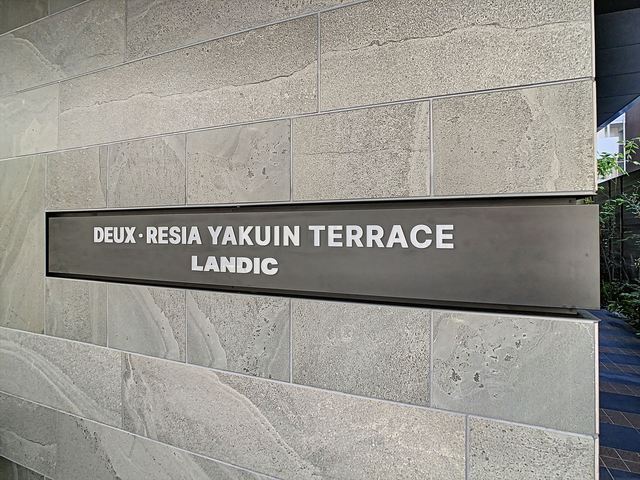 DEUX・RESIA YAKUIN TERRACE
LANDIC